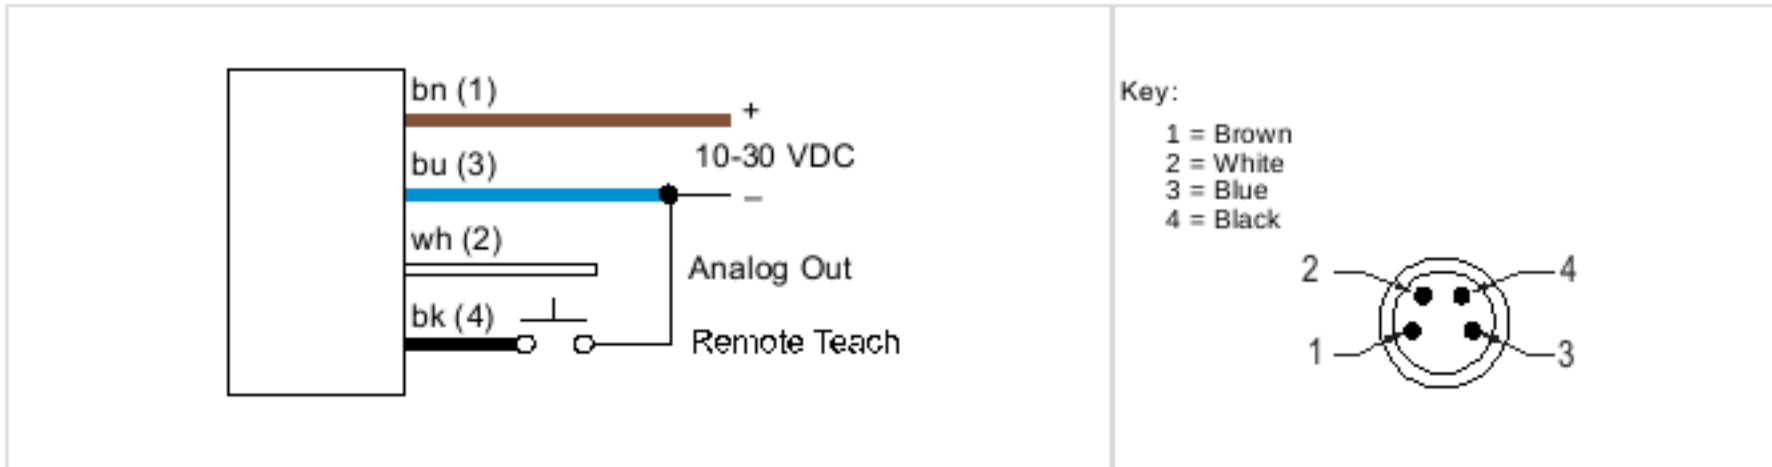 bn (1)
+
10-30 VDC
bu (3)
–
wh (2)
Analog Out
bk (4)
Remote Teach
Key:
1 = Brown
2 = White
3 = Blue
4 = Black
2
4
1
3